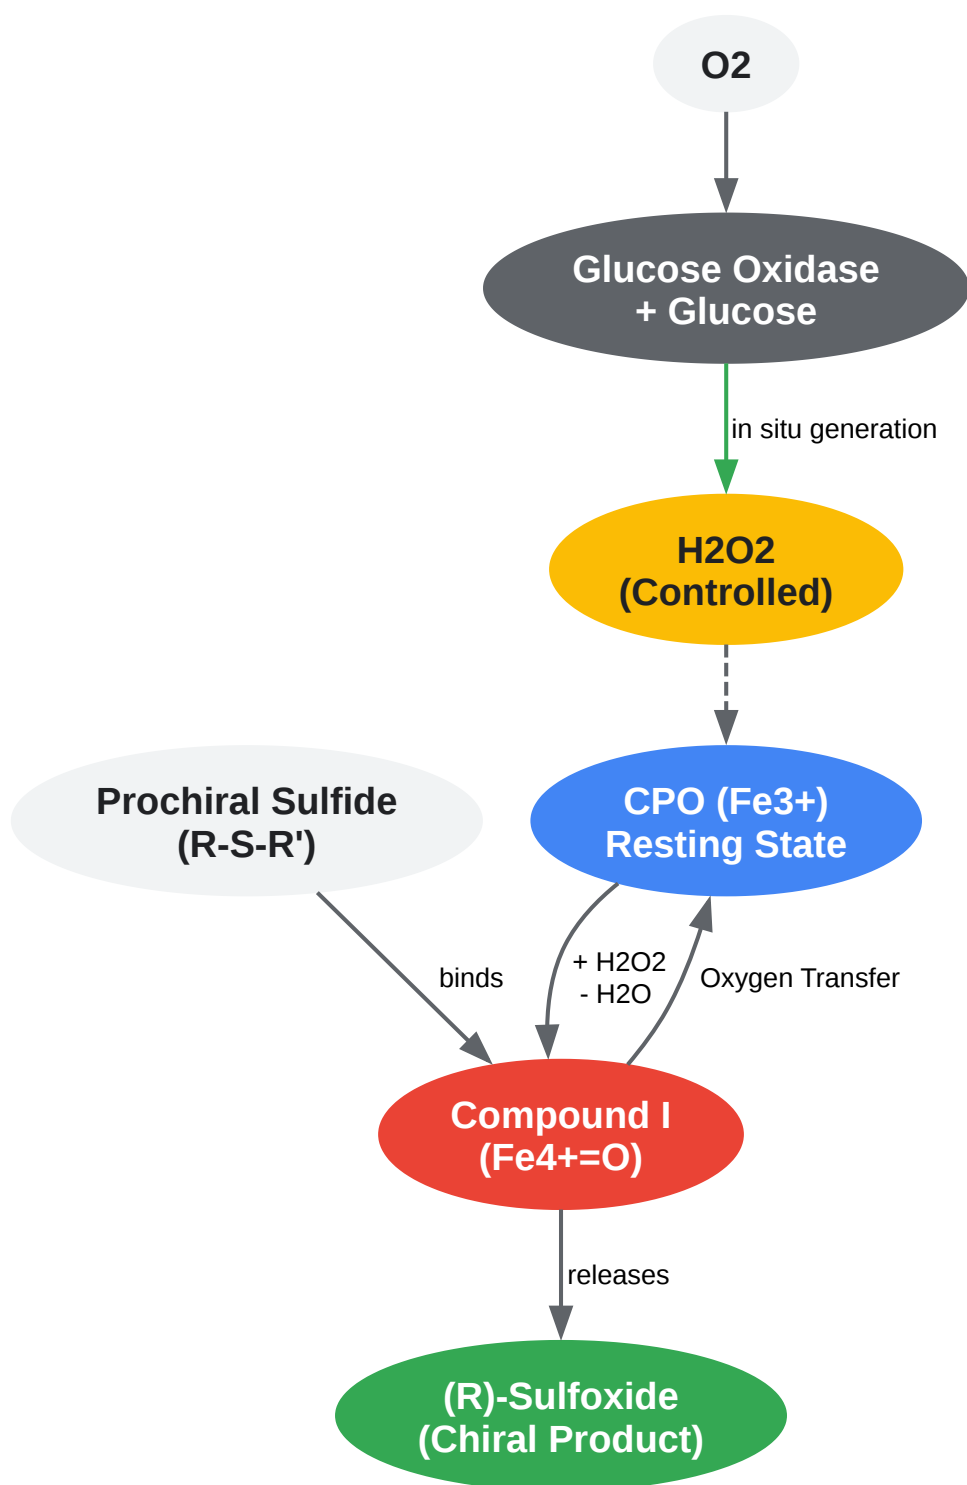 O2
Glucose Oxidase
+ Glucose
in situ generation
H2O2
(Controlled)
Prochiral Sulfide
(R-S-R')
CPO (Fe3+)
Resting State
binds
+ H2O2
- H2O
Oxygen Transfer
Compound I
(Fe4+=O)
releases
(R)-Sulfoxide
(Chiral Product)